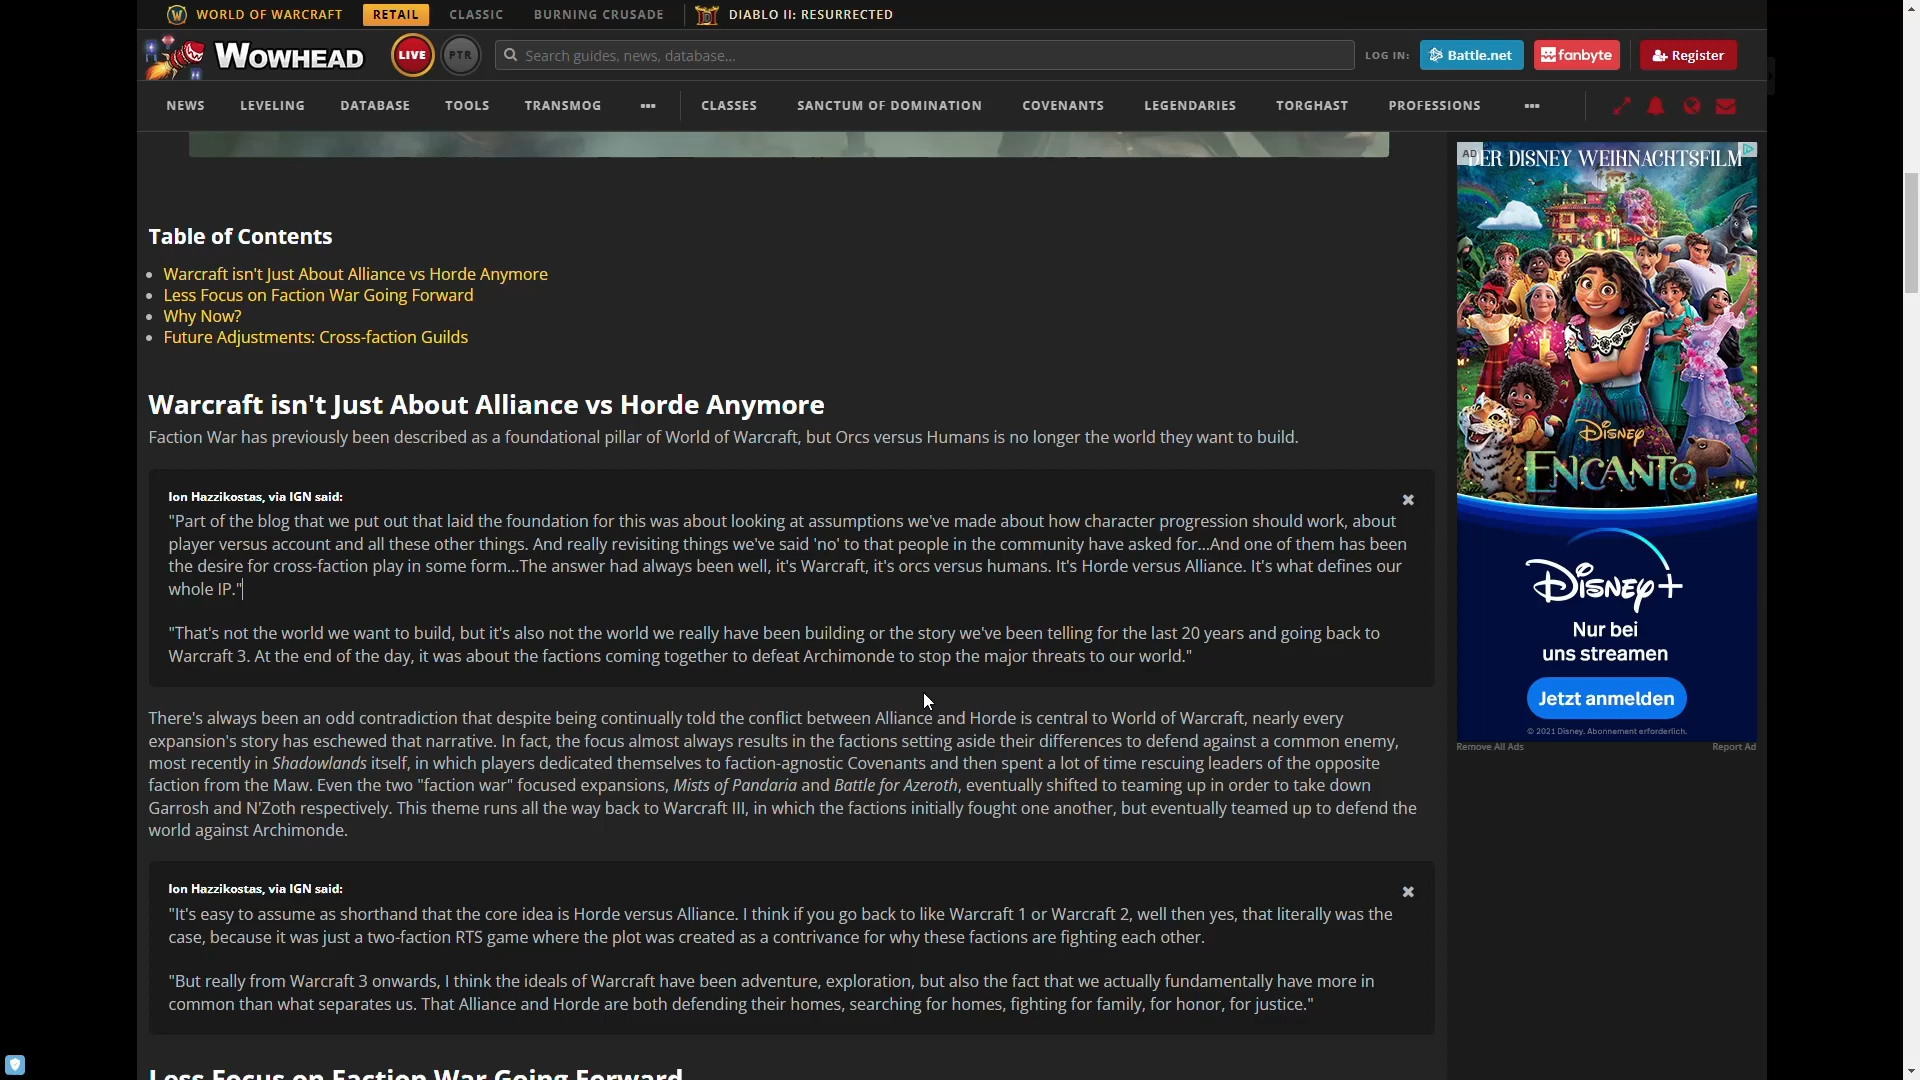 WORLD OF WARCRAFT RETAIL CLASSIC BURNING CRUSADE DIABLO II: RESURRECTED
WOWHEAD LIVE PTR Search guides, news, database... LOG IN: Battle.net fanbyte Register
NEWS LEVELING DATABASE TOOLS TRANSMOG ••• CLASSES SANCTUM OF DOMINATION COVENANTS LEGENDARIES TORGHAST PROFESSIONS •••
Table of Contents
• Warcraft isn't Just About Alliance vs Horde Anymore
• Less Focus on Faction War Going Forward
• Why Now?
• Future Adjustments: Cross-faction Guilds
Warcraft isn't Just About Alliance vs Horde Anymore
Faction War has previously been described as a foundational pillar of World of Warcraft, but Orcs versus Humans is no longer the world they want to build.
Ion Hazzikostas, via IGN said:
"Part of the blog that we put out that laid the foundation for this was about looking at assumptions we've made about how character progression should work, about
player versus account and all these other things. And really revisiting things we've said 'no' to that people in the community have asked for...And one of them has been
the desire for cross-faction play in some form...The answer had always been well, it's Warcraft, it's orcs versus humans. It's Horde versus Alliance. It's what defines our
whole IP."
"That's not the world we want to build, but it's also not the world we really have been building or the story we've been telling for the last 20 years and going back to
Warcraft 3. At the end of the day, it was about the factions coming together to defeat Archimonde to stop the major threats to our world."
There's always been an odd contradiction that despite being continually told the conflict between Alliance and Horde is central to World of Warcraft, nearly every
expansion's story has eschewed that narrative. In fact, the focus almost always results in the factions setting aside their differences to defend against a common enemy,
most recently in Shadowlands itself, in which players dedicated themselves to faction-agnostic Covenants and then spent a lot of time rescuing leaders of the opposite
faction from the Maw. Even the two "faction war" focused expansions, Mists of Pandaria and Battle for Azeroth, eventually shifted to teaming up in order to take down
Garrosh and N'Zoth respectively. This theme runs all the way back to Warcraft III, in which the factions initially fought one another, but eventually teamed up to defend the
world against Archimonde.
Ion Hazzikostas, via IGN said:
"It's easy to assume as shorthand that the core idea is Horde versus Alliance. I think if you go back to like Warcraft 1 or Warcraft 2, well then yes, that literally was the
case, because it was just a two-faction RTS game where the plot was created as a contrivance for why these factions are fighting each other.
"But really from Warcraft 3 onwards, I think the ideals of Warcraft have been adventure, exploration, but also the fact that we actually fundamentally have more in
common than what separates us. That Alliance and Horde are both defending their homes, searching for homes, fighting for family, for honor, for justice."
Less Focus on Faction War Going Forward
AD
DER DISNEY WEIHNACHTSFILM
DISNEY
ENCANTO
DISNEY+
Nur bei
uns streamen
Jetzt anmelden
© 2021 Disney. Abonnement erforderlich.
Remove All Ads Report Ad